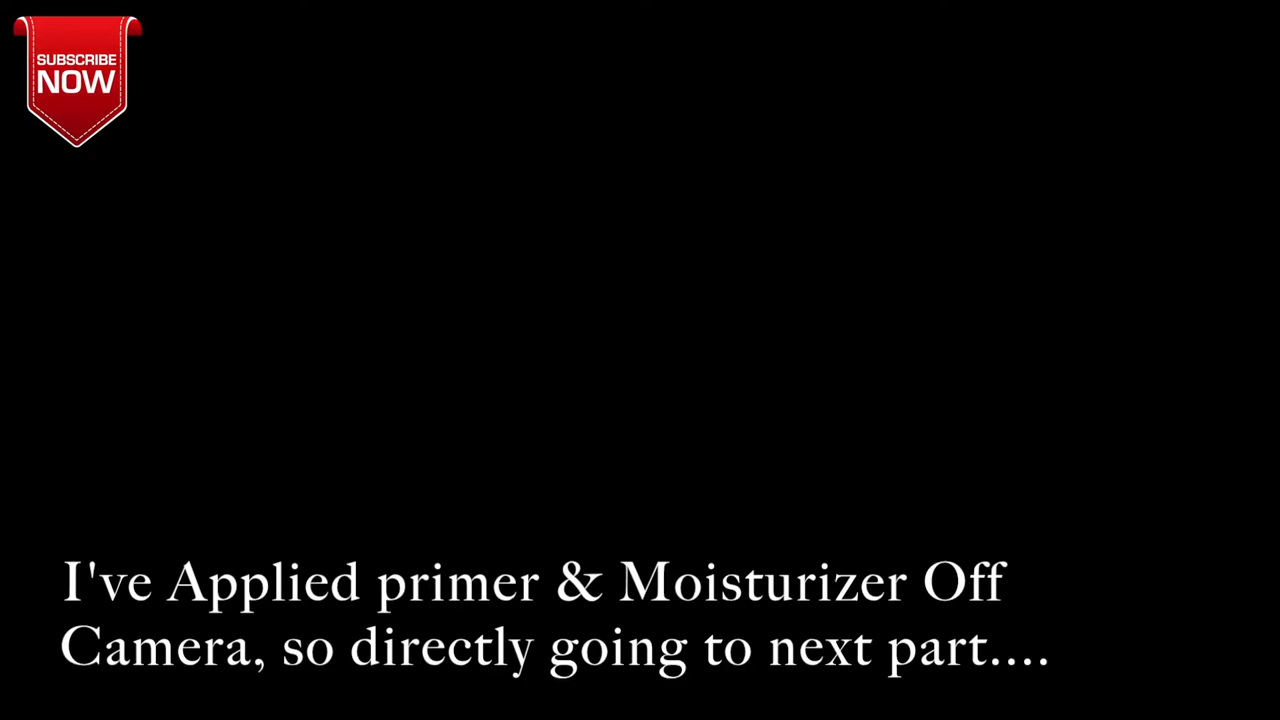 SUBSCRIBE
NOW
I've Applied primer & Moisturizer Off
Camera, so directly going to next part....